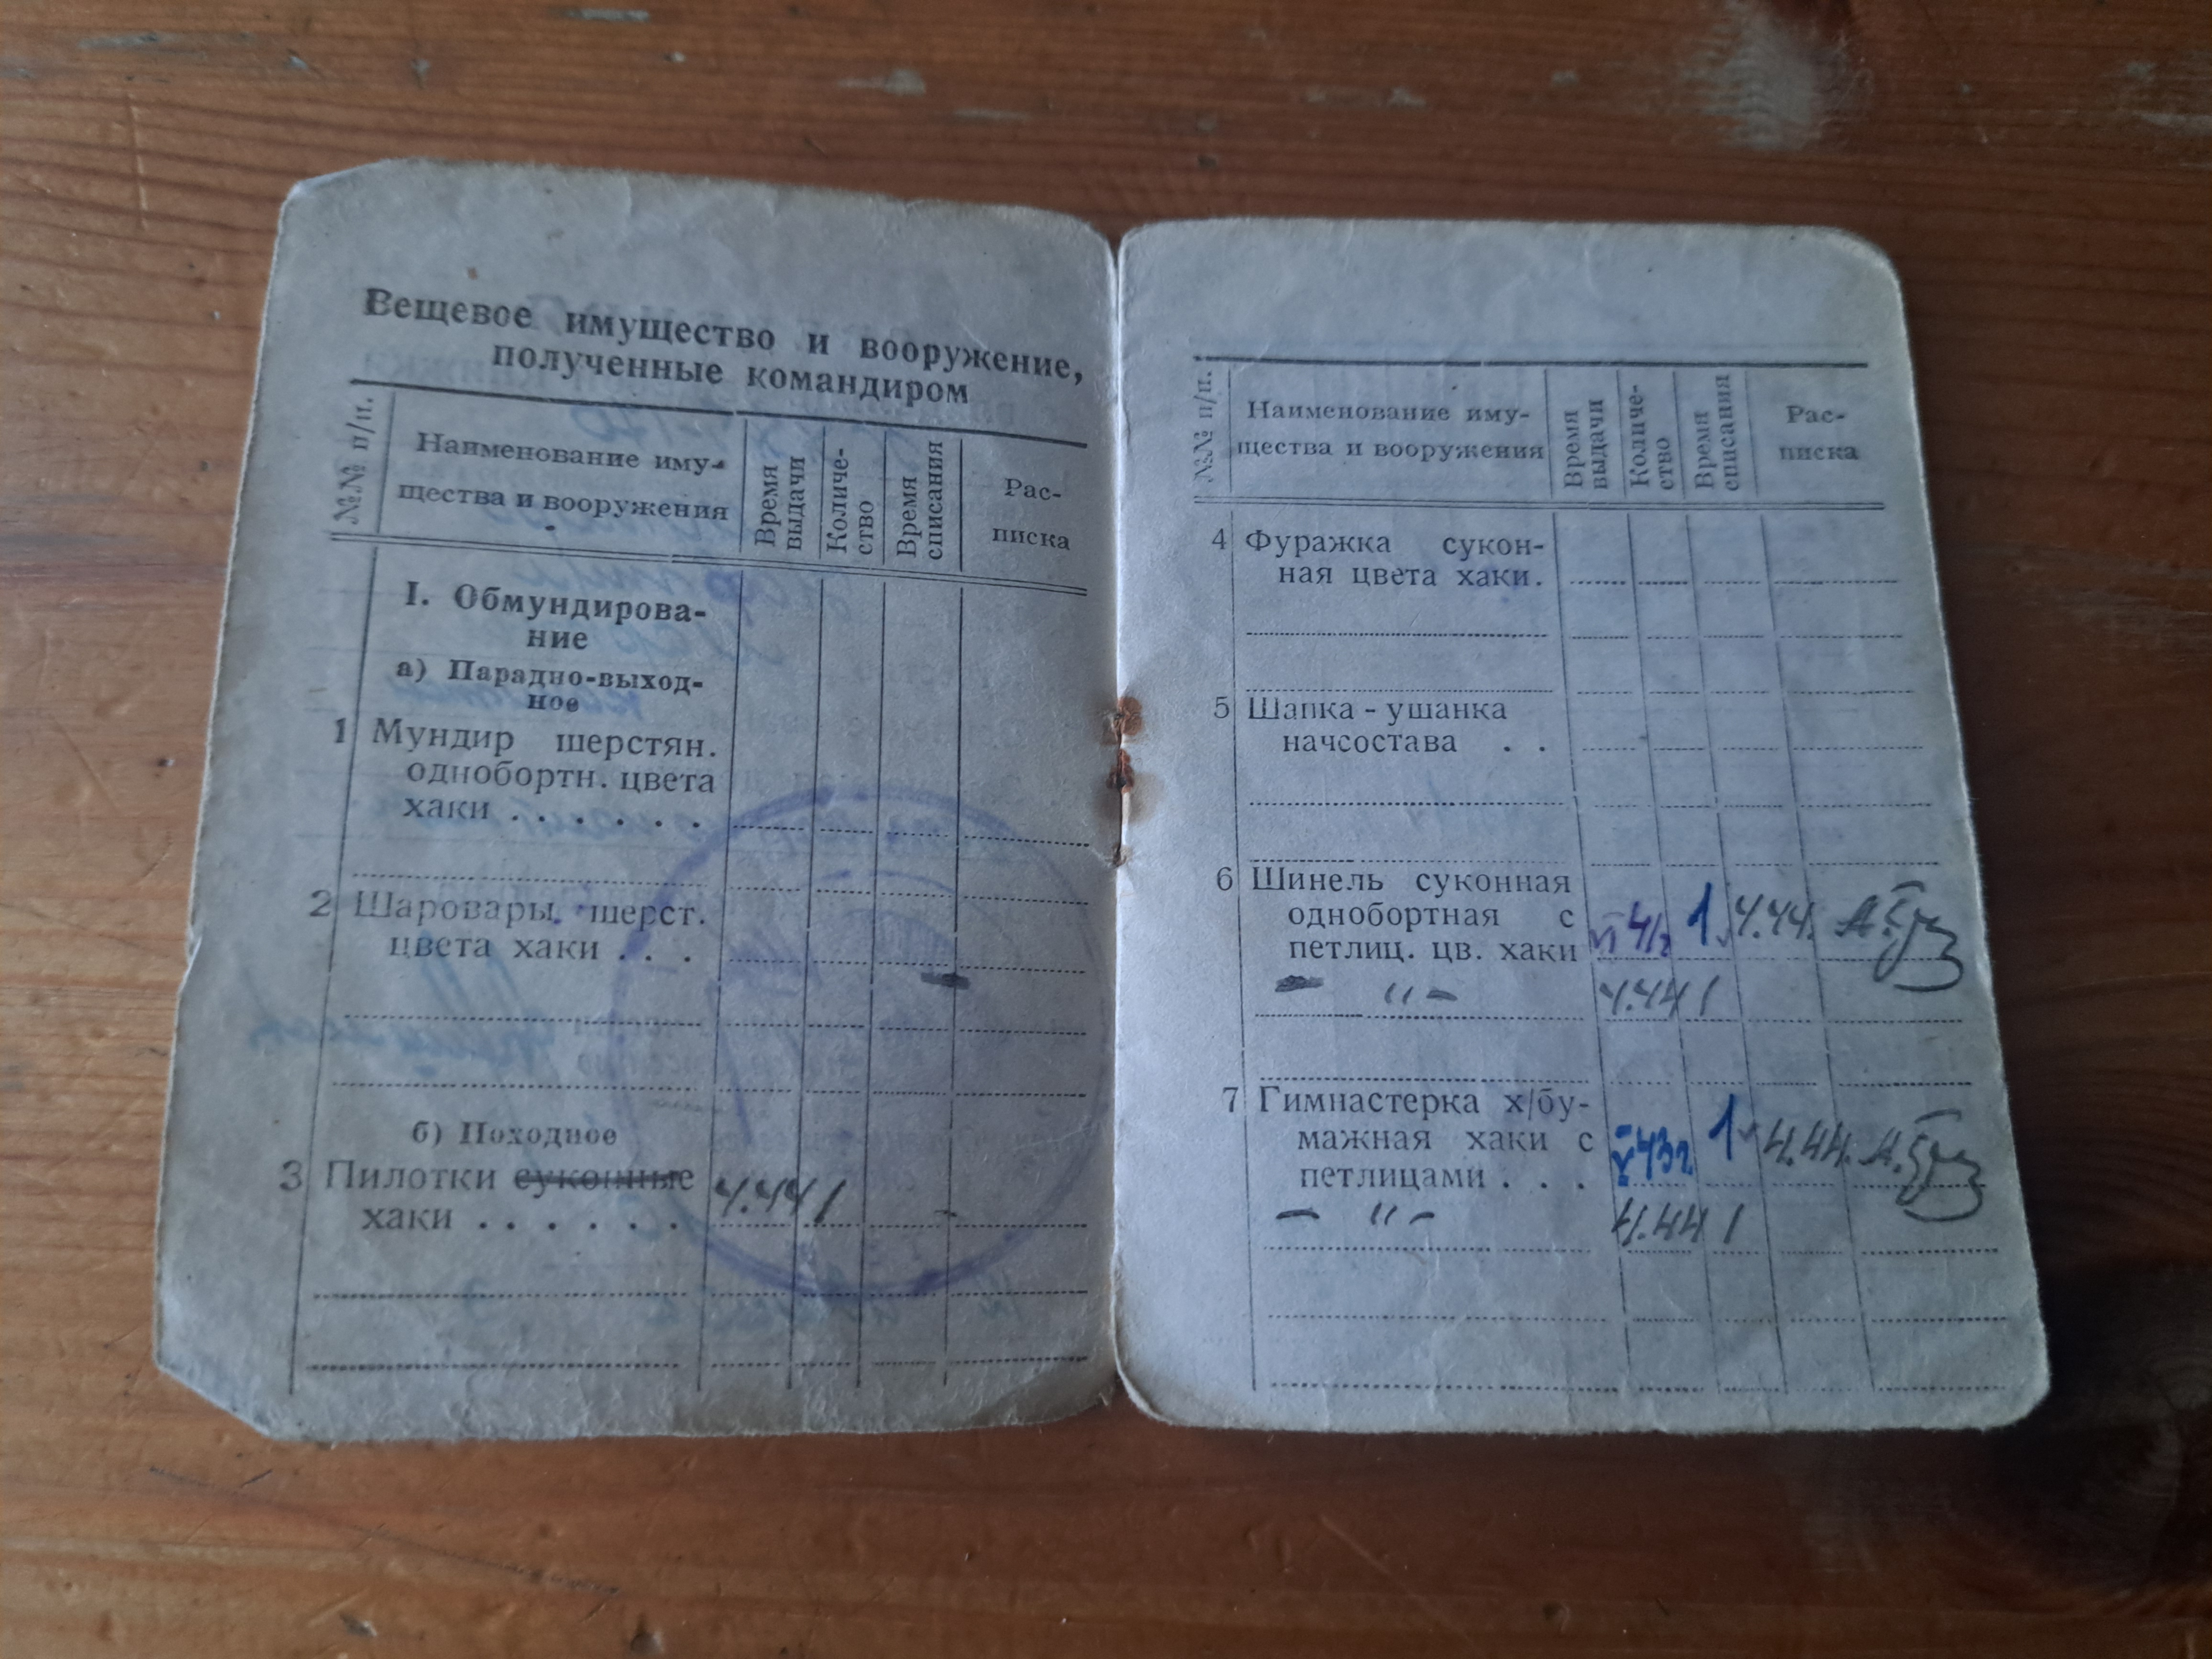 Вещевое имущество и вооружение,
полученные командиром
№№ п/п.
Наименование иму-
щества и вооружения
Время
выдачи
Количе-
ство
Время
списания
Рас-
писка
I. Обмундирова-
ние
а) Парадно-выход-
ное
1 Мундир шерстян.
однобортн. цвета
хаки . . . . . . .
2 Шаровары шерст.
цвета хаки . . .
б) Походное
3 Пилотки суконные
хаки . . . . . . 4.44 1
№№ п/п.
Наименование иму-
щества и вооружения
Время
выдачи
Количе-
ство
Время
списания
Рас-
писка
4 Фуражка сукон-
ная цвета хаки.
5 Шапка - ушанка
начсостава . .
6 Шинель суконная
однобортная с
петлиц. цв. хаки 1 4.44.
— " — 4.44 1
7 Гимнастерка х/бу-
мажная хаки с
петлицами . . . V 43г. 1 4.44.
— " — 4.44 1